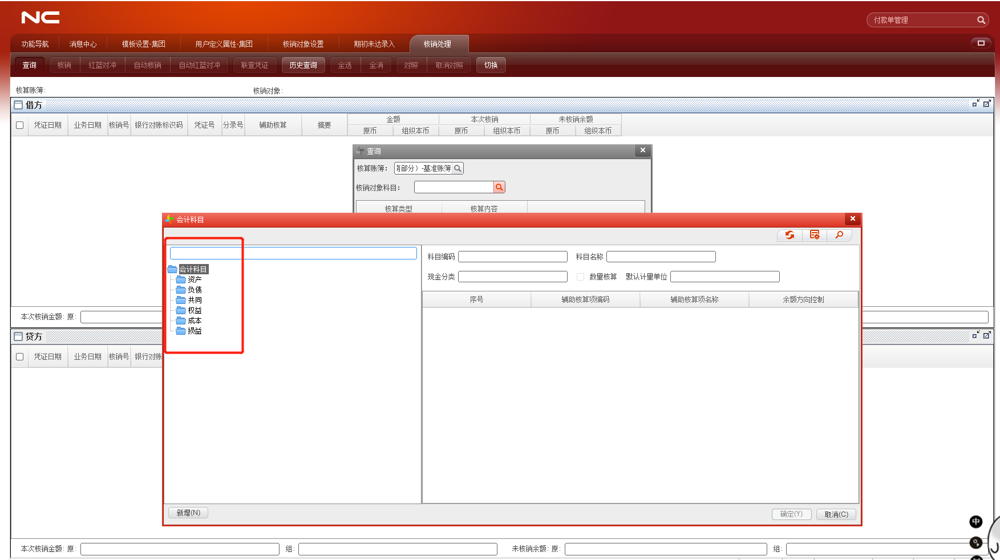 NC
付款单管理
功能导航 消息中心 模板设置-集团 用户定义属性-集团 核销对象设置 期初未达录入 核销处理
查询 核销 红蓝对冲 自动核销 自动红蓝对冲 联查凭证 历史查询 全选 全消 对照 取消对照 切换
核算账簿: 核销对象:
借方
凭证日期 业务日期 核销号 银行对账标识码 凭证号 分录号 辅助核算 摘要 金额 本次核销 未核销余额
原币 组织本币 原币 组织本币 原币 组织本币
查询
核算账簿: 部分）-基准账簿
核销对象科目:
核算类型 核算内容
会计科目
科目编码 科目名称
会计科目
现金分类 数量核算 默认计量单位
资产
负债
共同
权益
成本
损益
序号 辅助核算项编码 辅助核算项名称 余额方向控制
本次核销金额: 原:
贷方
凭证日期 业务日期 核销号 银行对账
新增(N) 确定(Y) 取消(C)
中
本次核销金额: 原: 组: 未核销余额: 原: 组: